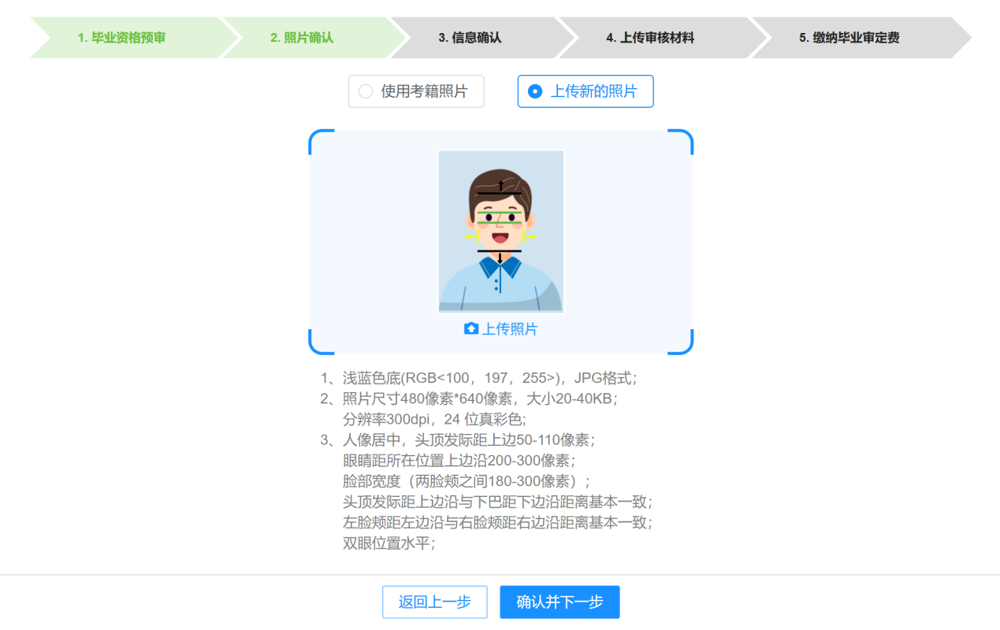 1. 毕业资格预审
2. 照片确认
3. 信息确认
4. 上传审核材料
5. 缴纳毕业审定费
使用考籍照片
上传新的照片
上传照片
1、浅蓝色底(RGB<100，197，255>)，JPG格式；
2、照片尺寸480像素*640像素，大小20-40KB；
分辨率300dpi，24 位真彩色;
3、人像居中，头顶发际距上边50-110像素；
眼睛距所在位置上边沿200-300像素；
脸部宽度（两脸颊之间180-300像素）；
头顶发际距上边沿与下巴距下边沿距离基本一致；
左脸颊距左边沿与右脸颊距右边沿距离基本一致；
双眼位置水平；
返回上一步
确认并下一步